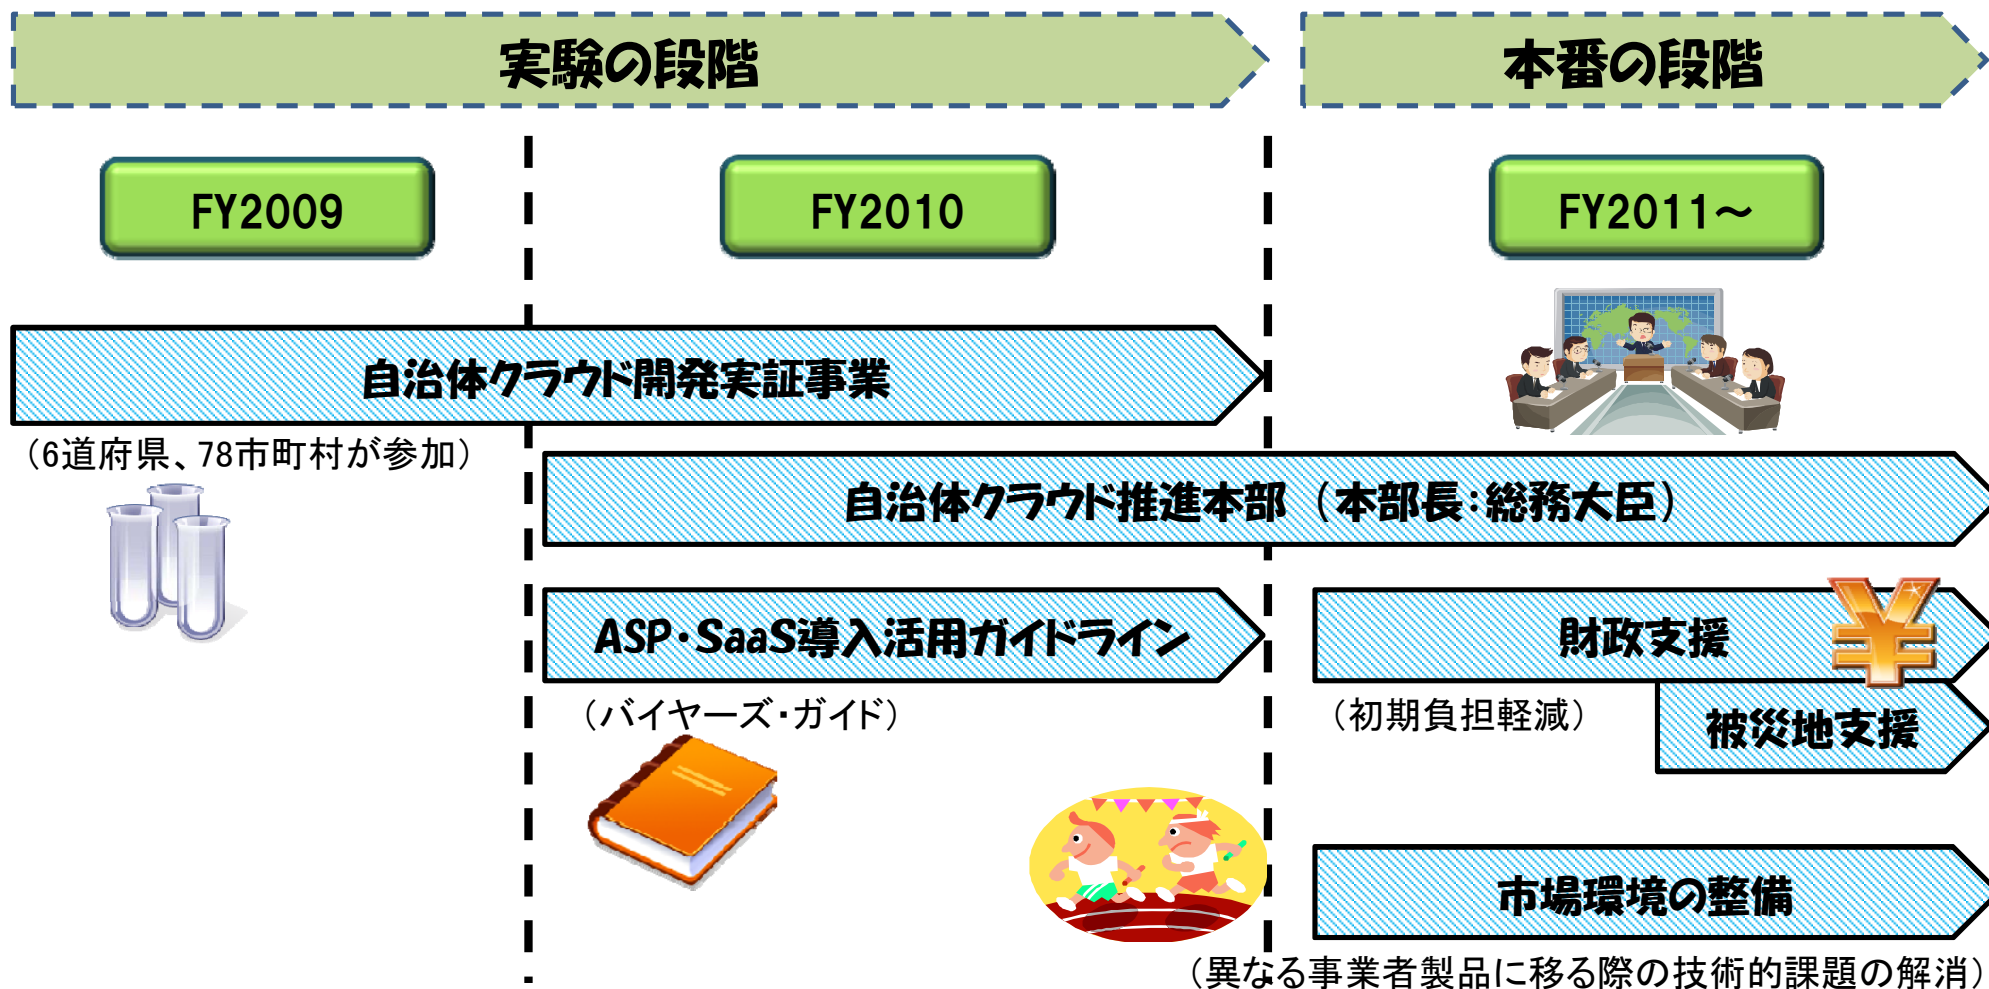 実験の段階
本番の段階
FY2009
FY2010
FY2011～
自治体クラウド開発実証事業
（6道府県、78市町村が参加）
自治体クラウド推進本部（本部長：総務大臣）
ASP・SaaS導入活用ガイドライン
（バイヤーズ・ガイド）
財政支援
（初期負担軽減）
被災地支援
市場環境の整備
（異なる事業者製品に移る際の技術的課題の解消）